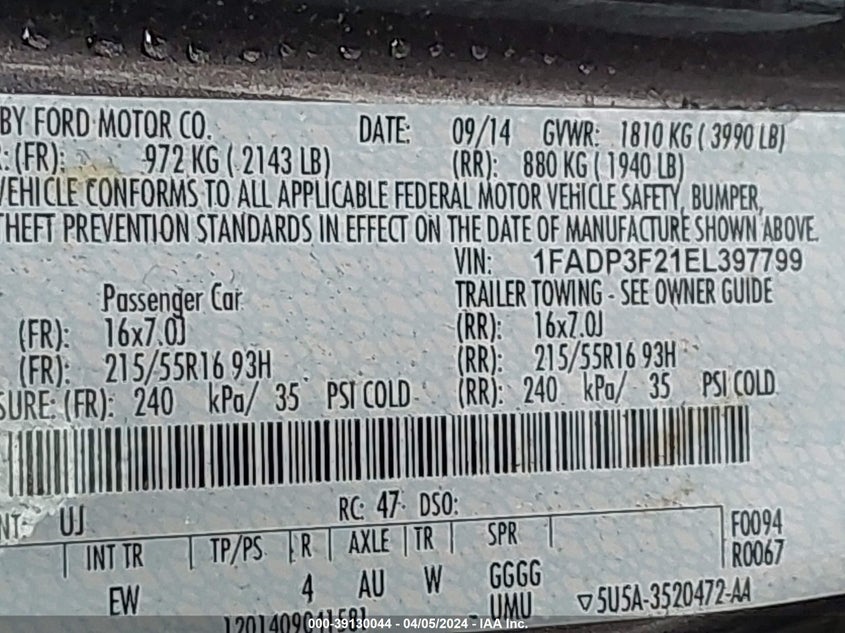 BY FORD MOTOR CO. DATE: 09/14 GVWR: 1810 KG ( 3990 LB)
(FR): 972 KG ( 2143 LB) (RR): 880 KG ( 1940 LB)
VEHICLE CONFORMS TO ALL APPLICABLE FEDERAL MOTOR VEHICLE SAFETY, BUMPER,
THEFT PREVENTION STANDARDS IN EFFECT ON THE DATE OF MANUFACTURE SHOWN ABOVE.
VIN: 1FADP3F21EL397799
Passenger Car TRAILER TOWING - SEE OWNER GUIDE
(FR): 16x7.0J (RR): 16x7.0J
(FR): 215/55R16 93H (RR): 215/55R16 93H
SURE: (FR): 240 kPa/ 35 PSI COLD (RR): 240 kPa/ 35 PSI COLD
RC: 47 DSO:
NT: UJ
INT TR TP/PS R AXLE TR SPR F0094
R0067
EW 4 AU W GGGG
UMU ▽5U5A-3520472-AA
000-39130044 - 04/05/2024 - IAA Inc.